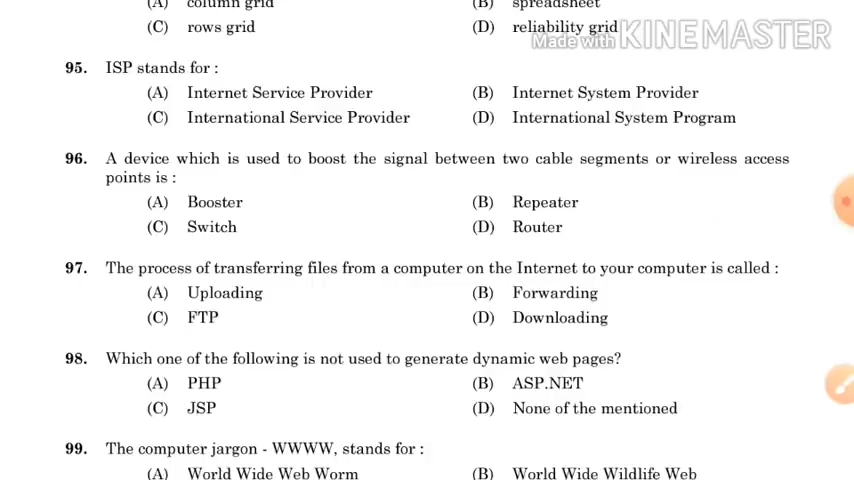 (A) column grid (B) spreadsheet
(C) rows grid (D) reliability grid
Made with KINEMASTER
95. ISP stands for :
(A) Internet Service Provider (B) Internet System Provider
(C) International Service Provider (D) International System Program
96. A device which is used to boost the signal between two cable segments or wireless access
points is :
(A) Booster (B) Repeater
(C) Switch (D) Router
97. The process of transferring files from a computer on the Internet to your computer is called :
(A) Uploading (B) Forwarding
(C) FTP (D) Downloading
98. Which one of the following is not used to generate dynamic web pages?
(A) PHP (B) ASP.NET
(C) JSP (D) None of the mentioned
99. The computer jargon - WWWW, stands for :
(A) World Wide Web Worm (B) World Wide Wildlife Web